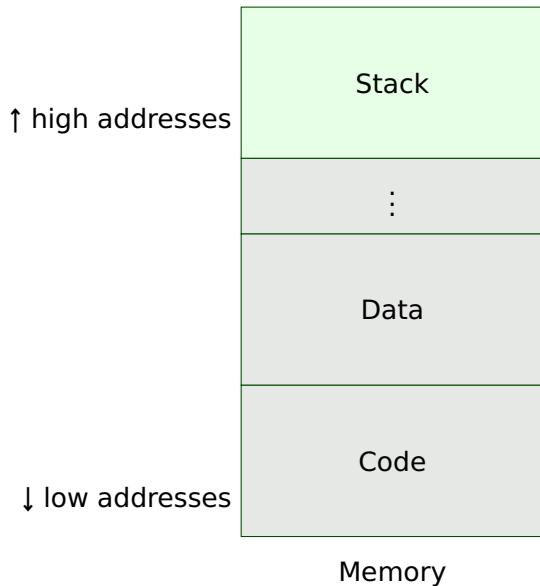 Stack
↑ high addresses
⋮
Data
Code
↓ low addresses
Memory